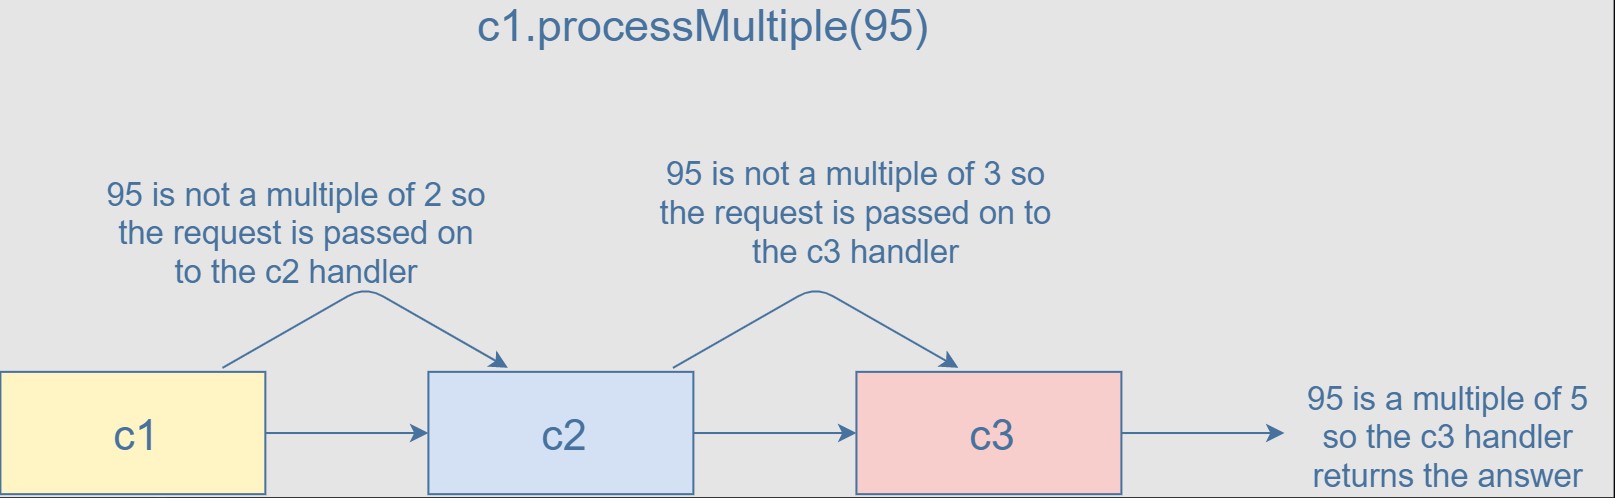 c1.processMultiple(95)
95 is not a multiple of 2 so
the request is passed on
to the c2 handler
95 is not a multiple of 3 so
the request is passed on to
the c3 handler
c1
c2
c3
95 is a multiple of 5
so the c3 handler
returns the answer